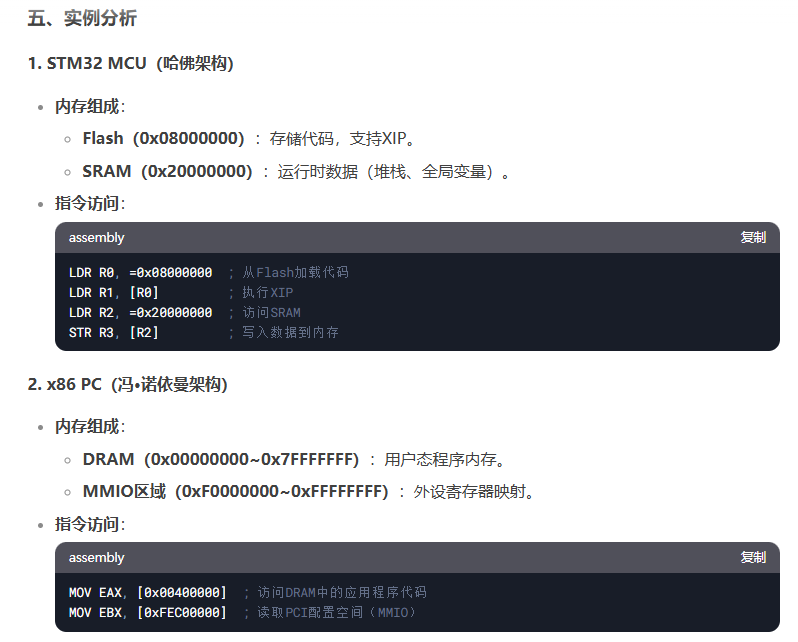 五、实例分析
1. STM32 MCU（哈佛架构）
内存组成：
Flash（0x08000000）：存储代码，支持XIP。
SRAM（0x20000000）：运行时数据（堆栈、全局变量）。
指令访问：
assembly 复制
LDR R0, =0x08000000 ; 从Flash加载代码
LDR R1, [R0] ; 执行XIP
LDR R2, =0x20000000 ; 访问SRAM
STR R3, [R2] ; 写入数据到内存
2. x86 PC（冯•诺依曼架构）
内存组成：
DRAM（0x00000000~0x7FFFFFFF）：用户态程序内存。
MMIO区域（0xF0000000~0xFFFFFFFF）：外设寄存器映射。
指令访问：
assembly 复制
MOV EAX, [0x00400000] ; 访问DRAM中的应用程序代码
MOV EBX, [0xFEC00000] ; 读取PCI配置空间（MMIO）